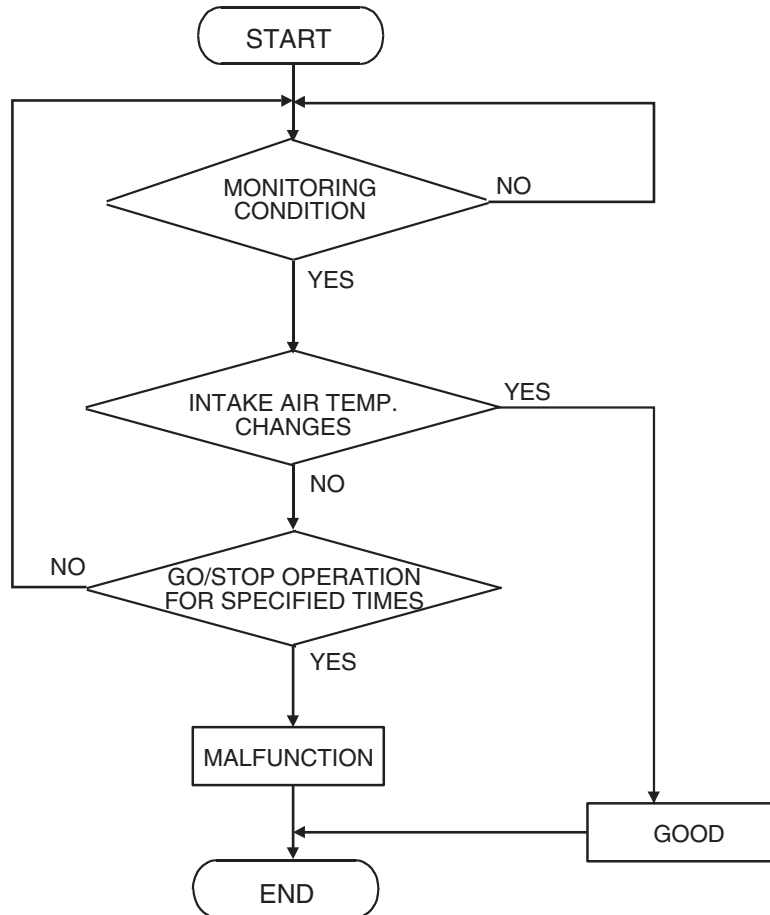 START
MONITORING
CONDITION
NO
YES
INTAKE AIR TEMP.
CHANGES
YES
NO
GO/STOP OPERATION
FOR SPECIFIED TIMES
NO
YES
MALFUNCTION
GOOD
END